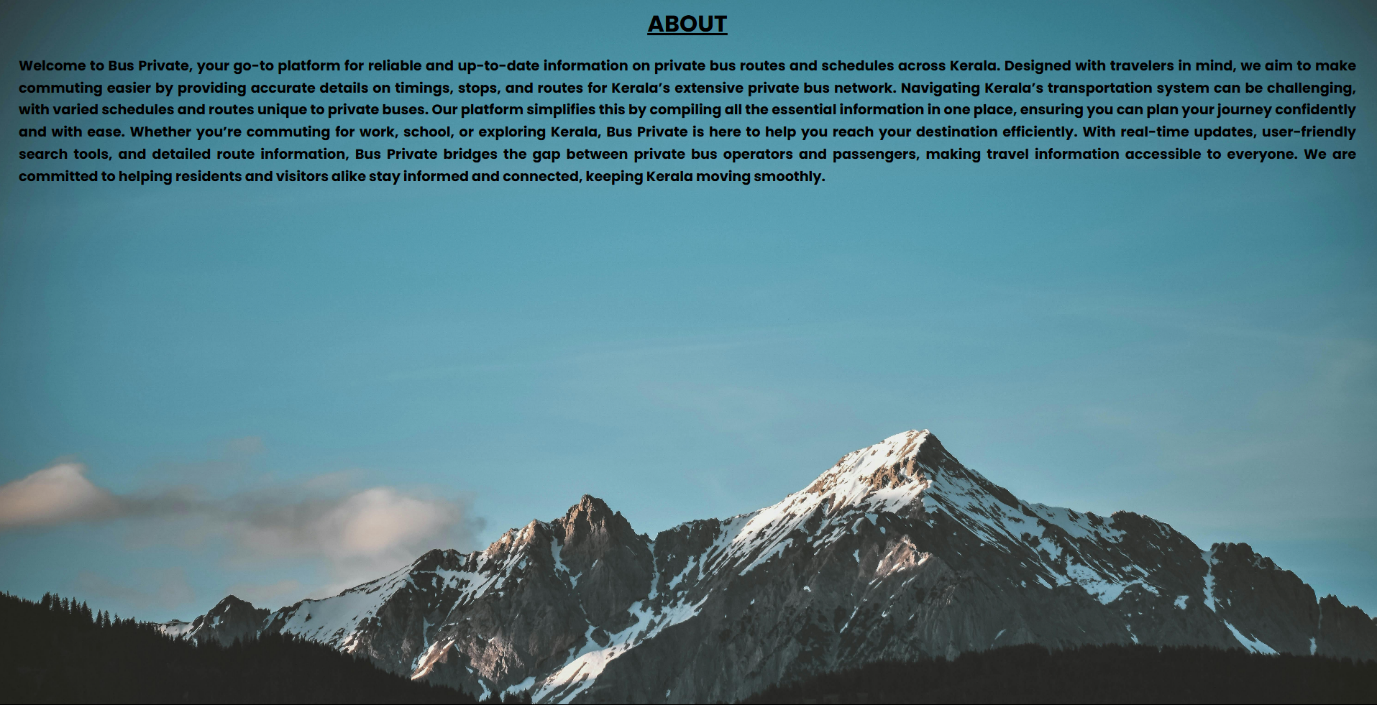 ABOUT
Welcome to Bus Private, your go-to platform for reliable and up-to-date information on private bus routes and schedules across Kerala. Designed with travelers in mind, we aim to make
commuting easier by providing accurate details on timings, stops, and routes for Kerala’s extensive private bus network. Navigating Kerala’s transportation system can be challenging,
with varied schedules and routes unique to private buses. Our platform simplifies this by compiling all the essential information in one place, ensuring you can plan your journey confidently
and with ease. Whether you’re commuting for work, school, or exploring Kerala, Bus Private is here to help you reach your destination efficiently. With real-time updates, user-friendly
search tools, and detailed route information, Bus Private bridges the gap between private bus operators and passengers, making travel information accessible to everyone. We are
committed to helping residents and visitors alike stay informed and connected, keeping Kerala moving smoothly.